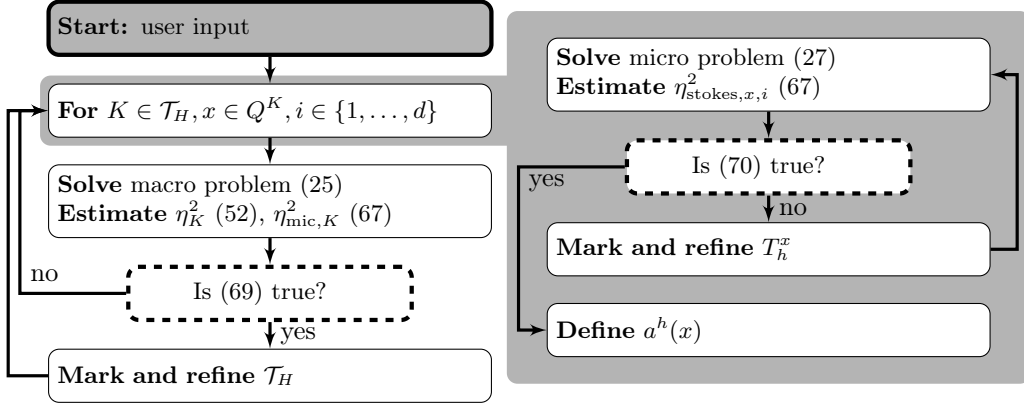 Start: user input
For K ∈ 𝒯_H, x ∈ Q^K, i ∈ {1, . . . , d}
Solve macro problem (25)
Estimate η_K^2 (52), η_{mic,K}^2 (67)
no
Is (69) true?
yes
Mark and refine 𝒯_H
Solve micro problem (27)
Estimate η_{stokes,x,i}^2 (67)
Is (70) true?
yes
no
Mark and refine T_h^x
Define a^h(x)